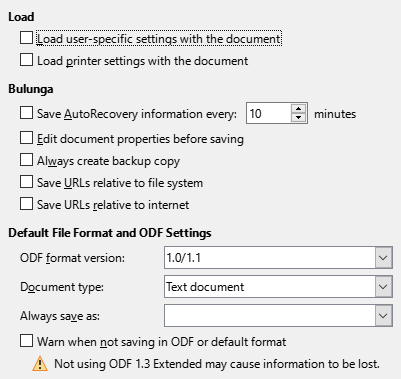 Load
Load user-specific settings with the document
Load printer settings with the document
Bulunga
Save AutoRecovery information every: 10 minutes
Edit document properties before saving
Always create backup copy
Save URLs relative to file system
Save URLs relative to internet
Default File Format and ODF Settings
ODF format version: 1.0/1.1
Document type: Text document
Always save as:
Warn when not saving in ODF or default format
Not using ODF 1.3 Extended may cause information to be lost.